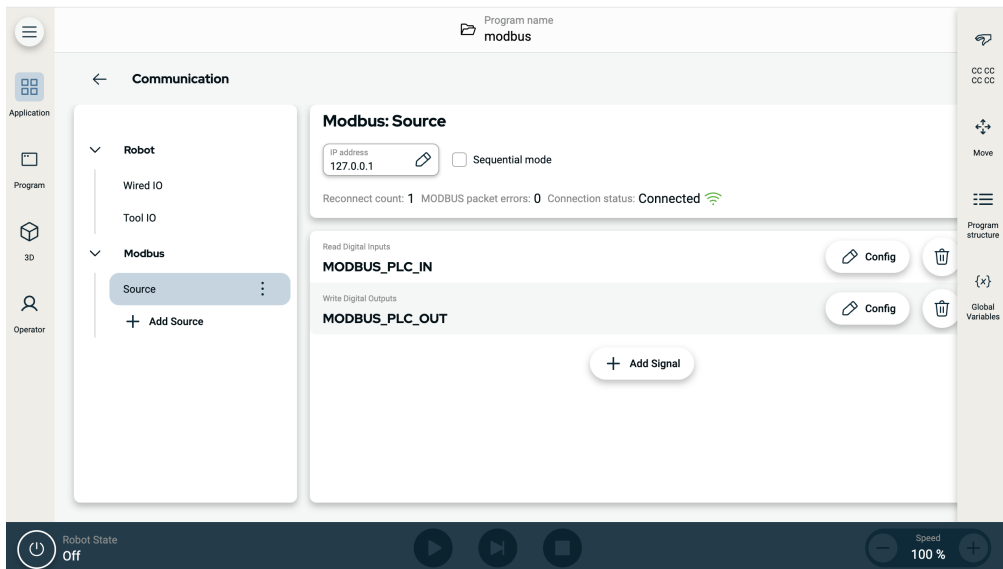 Program name
modbus
Application
Program
3D
Operator
Communication
Robot
Wired IO
Tool IO
Modbus
Source
Add Source
Modbus: Source
IP address
127.0.0.1
Sequential mode
Reconnect count: 1 MODBUS packet errors: 0 Connection status: Connected
Read Digital Inputs
MODBUS_PLC_IN
Config
Write Digital Outputs
MODBUS_PLC_OUT
Config
Add Signal
CC CC
CC CC
Move
Program
structure
{x}
Global
Variables
Robot State
Off
Speed
100 %